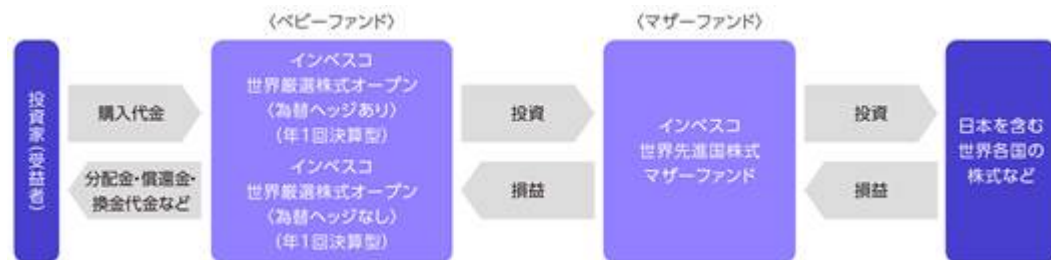 〈ベビーファンド〉
〈マザーファンド〉
投資家(受益者)
購入代金
分配金・償還金・
換金代金など
インベスコ
世界厳選株式オープン
〈為替ヘッジあり〉
(年1回決算型)
インベスコ
世界厳選株式オープン
〈為替ヘッジなし〉
(年1回決算型)
投資
損益
インベスコ
世界先進国株式
マザーファンド
投資
損益
日本を含む
世界各国の
株式など